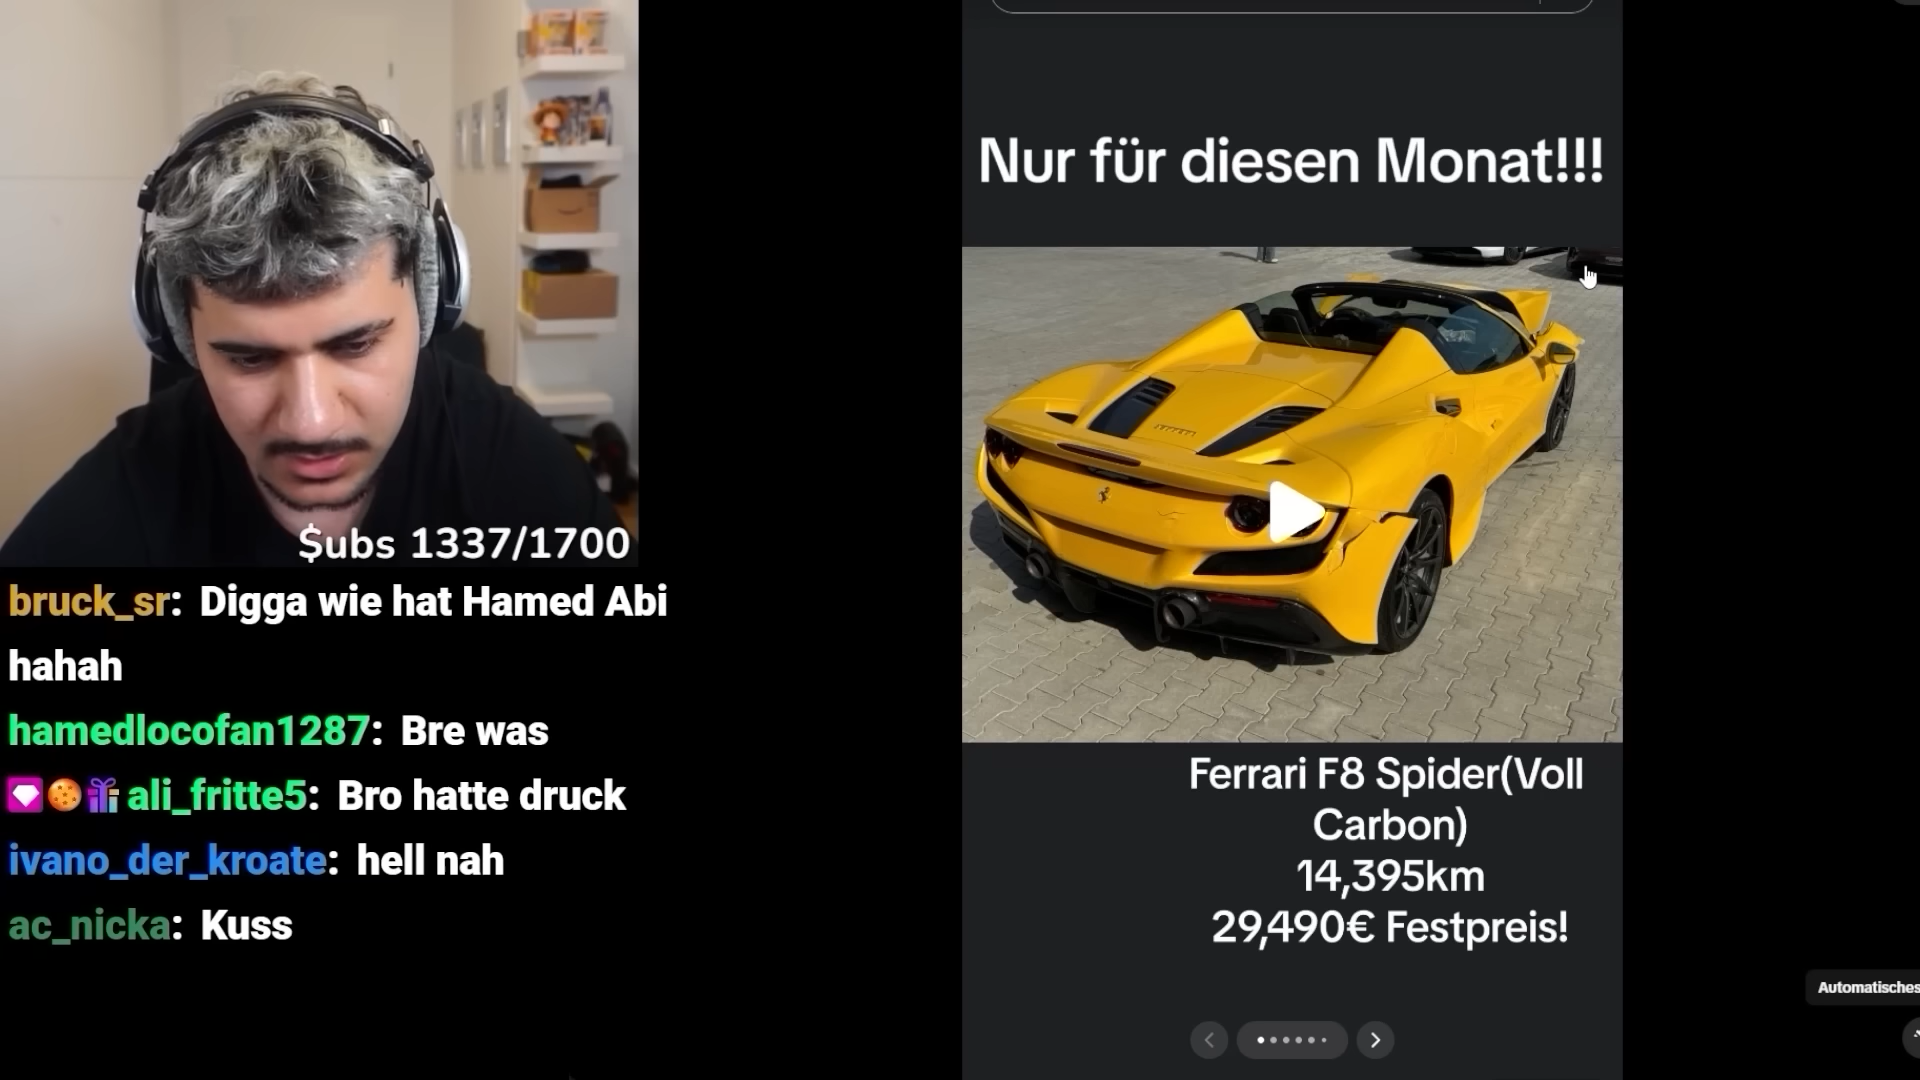 $ubs 1337/1700
bruck_sr: Digga wie hat Hamed Abi
hahah
hamedlocofan1287: Bre was
ali_fritte5: Bro hatte druck
ivano_der_kroate: hell nah
ac_nicka: Kuss
Nur für diesen Monat!!!
Ferrari F8 Spider(Voll
Carbon)
14,395km
29,490€ Festpreis!
Automatisches